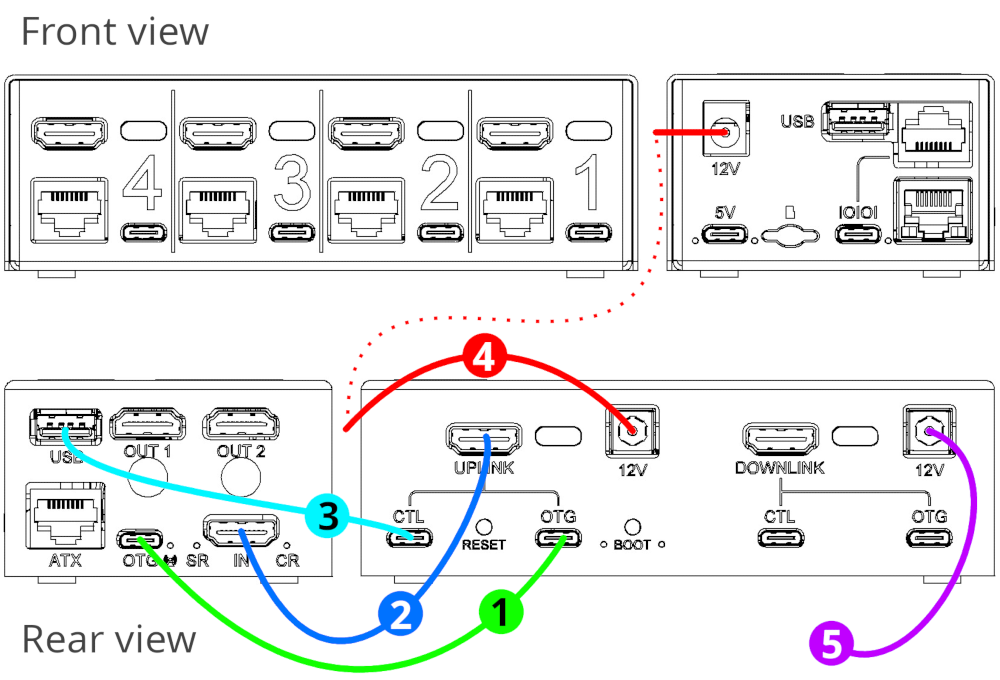 Front view
4
3
2
1
USB
12V
5V
IOIOI
4
USB
OUT 1
OUT 2
UPLINK
12V
DOWNLINK
12V
3
CTL
OTG
CTL
OTG
RESET
BOOT
ATX
OTG
SR
IN
CR
2
1
5
Rear view